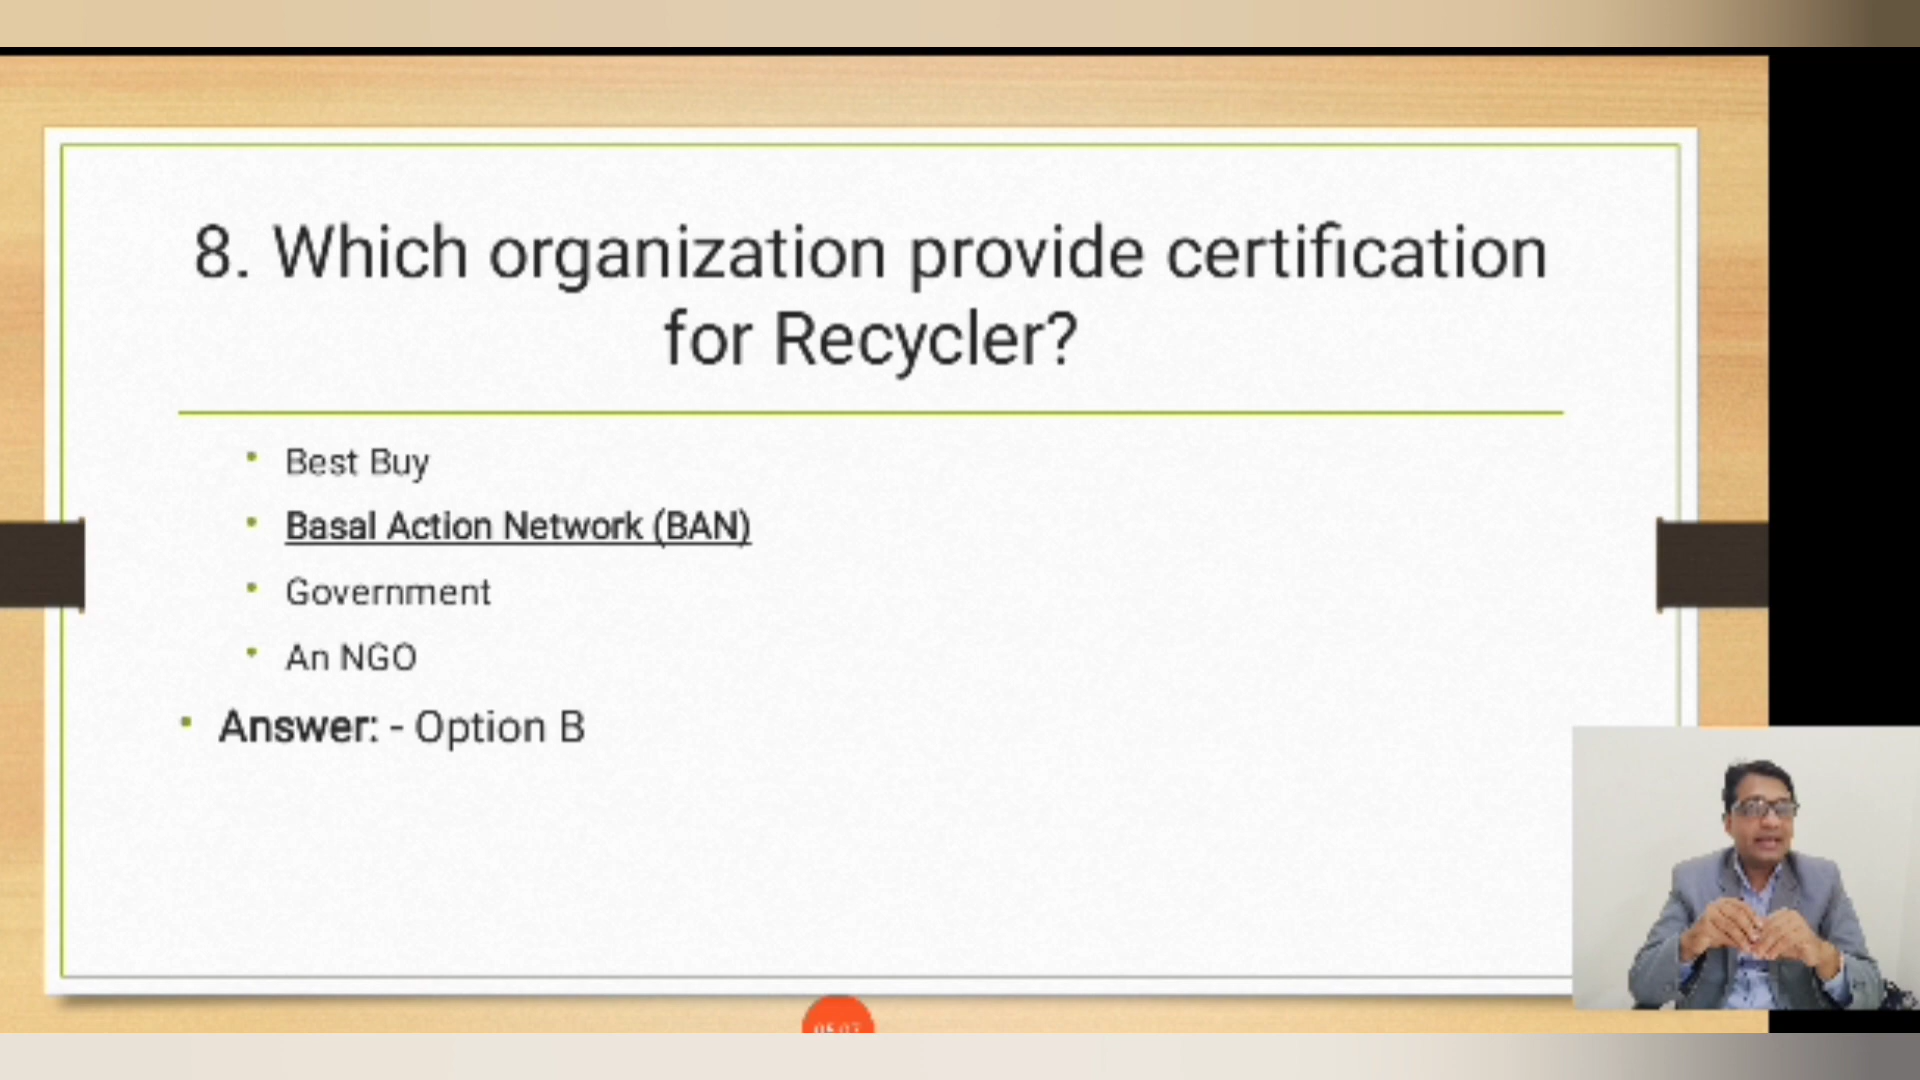 8. Which organization provide certification
for Recycler?
Best Buy
Basal Action Network (BAN)
Government
An NGO
Answer: - Option B